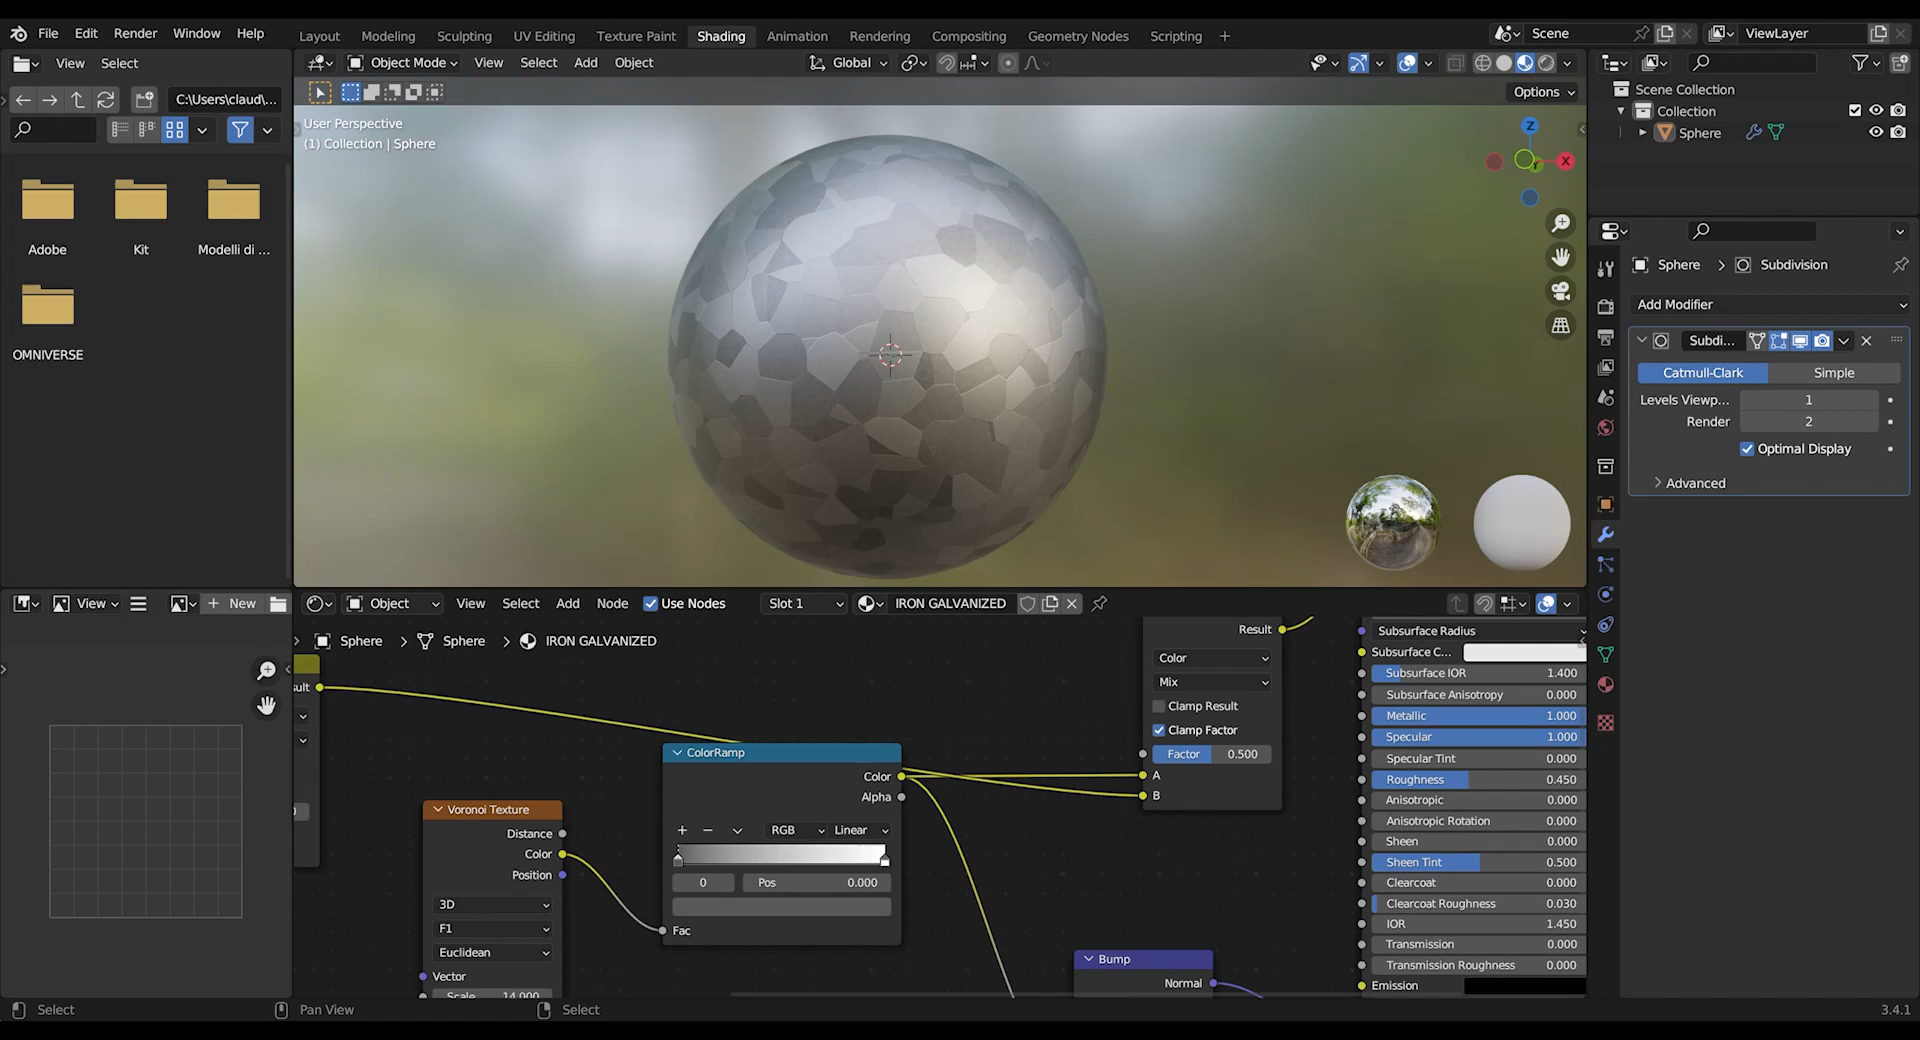 File Edit Render Window Help
Layout Modeling Sculpting UV Editing Texture Paint Shading Animation Rendering Compositing Geometry Nodes Scripting
Scene
ViewLayer
View Select
Object Mode View Select Add Object
Global
C:\Users\claud\...
Options
User Perspective
(1) Collection | Sphere
Z
X
Y
Adobe
Kit
Modelli di ...
OMNIVERSE
Scene Collection
Collection
Sphere
Sphere > Subdivision
Add Modifier
Subdi...
Catmull-Clark Simple
Levels Viewp... 1
Render 2
Optimal Display
Advanced
View
New
Object View Select Add Node Use Nodes Slot 1 IRON GALVANIZED
Sphere > Sphere > IRON GALVANIZED
ult
Voronoi Texture
Distance
Color
Position
3D
F1
Euclidean
Vector
Scale 14.000
ColorRamp
Color
Alpha
RGB Linear
0 Pos 0.000
Fac
Result
Color
Mix
Clamp Result
Clamp Factor
Factor 0.500
A
B
Bump
Normal
Subsurface Radius
Subsurface C...
Subsurface IOR 1.400
Subsurface Anisotropy 0.000
Metallic 1.000
Specular 1.000
Specular Tint 0.000
Roughness 0.450
Anisotropic 0.000
Anisotropic Rotation 0.000
Sheen 0.000
Sheen Tint 0.500
Clearcoat 0.000
Clearcoat Roughness 0.030
IOR 1.450
Transmission 0.000
Transmission Roughness 0.000
Emission
Select Pan View Select
3.4.1